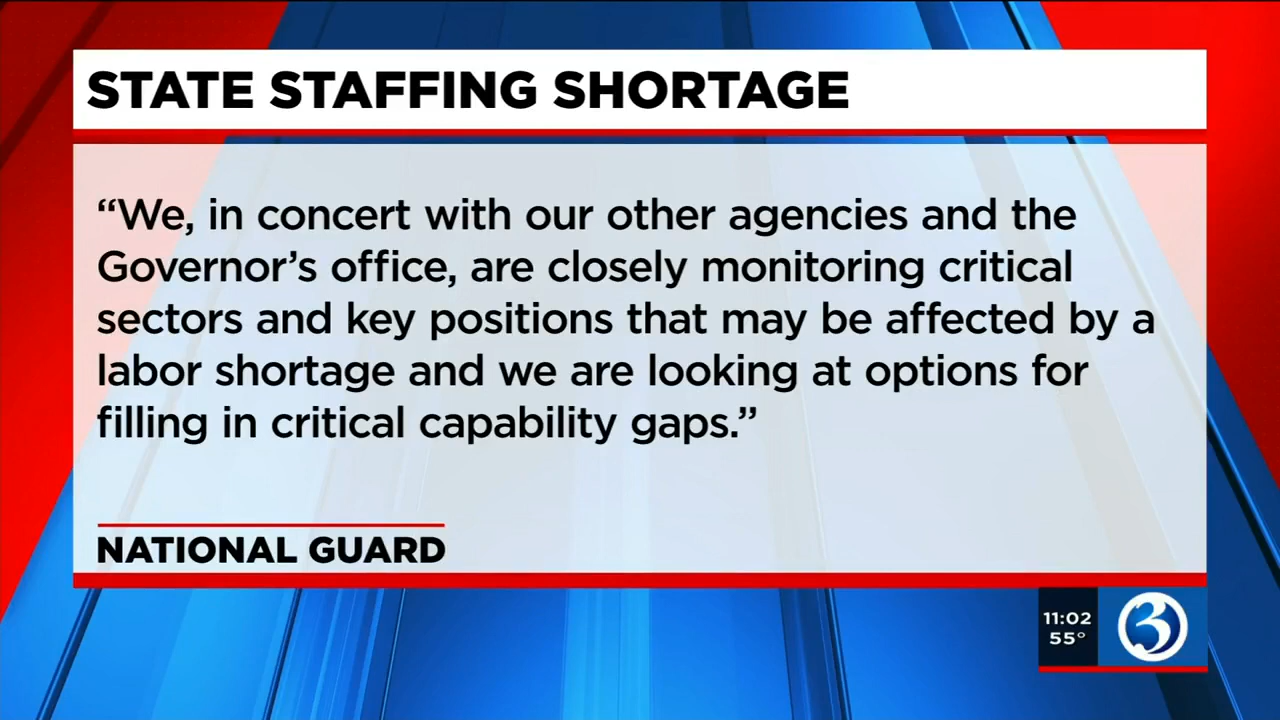 STATE STAFFING SHORTAGE
“We, in concert with our other agencies and the
Governor’s office, are closely monitoring critical
sectors and key positions that may be affected by a
labor shortage and we are looking at options for
filling in critical capability gaps.”
NATIONAL GUARD
11:02
55°
3